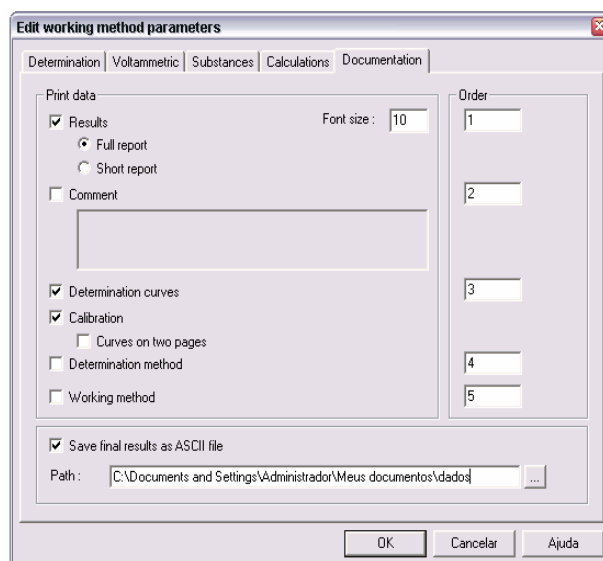 Edit working method parameters
Determination Voltammetric Substances Calculations Documentation
Print data Order
Results Font size : 10 1
Full report
Short report
Comment 2
Determination curves 3
Calibration
Curves on two pages
Determination method 4
Working method 5
Save final results as ASCII file
Path : C:\Documents and Settings\Administrador\Meus documentos\dados ...
OK Cancelar Ajuda